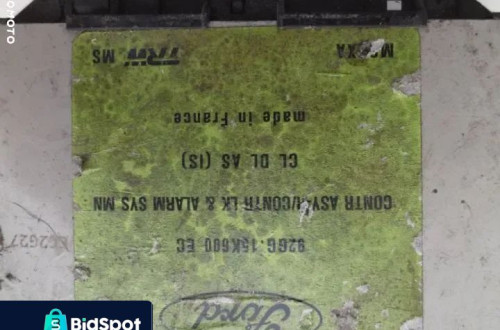 Ford
92GG.15K600 EC
CONTR ASY-I/CONTR LK & ALARM SYS MN
CL DL AS (IS)
made in France
TRW MS
BidSpot